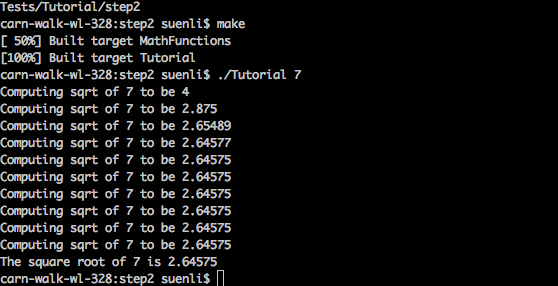 Tests/Tutorial/step2
carn-walk-wl-328:step2 suenli$ make
[ 50%] Built target MathFunctions
[100%] Built target Tutorial
carn-walk-wl-328:step2 suenli$ ./Tutorial 7
Computing sqrt of 7 to be 4
Computing sqrt of 7 to be 2.875
Computing sqrt of 7 to be 2.65489
Computing sqrt of 7 to be 2.64577
Computing sqrt of 7 to be 2.64575
Computing sqrt of 7 to be 2.64575
Computing sqrt of 7 to be 2.64575
Computing sqrt of 7 to be 2.64575
Computing sqrt of 7 to be 2.64575
Computing sqrt of 7 to be 2.64575
The square root of 7 is 2.64575
carn-walk-wl-328:step2 suenli$